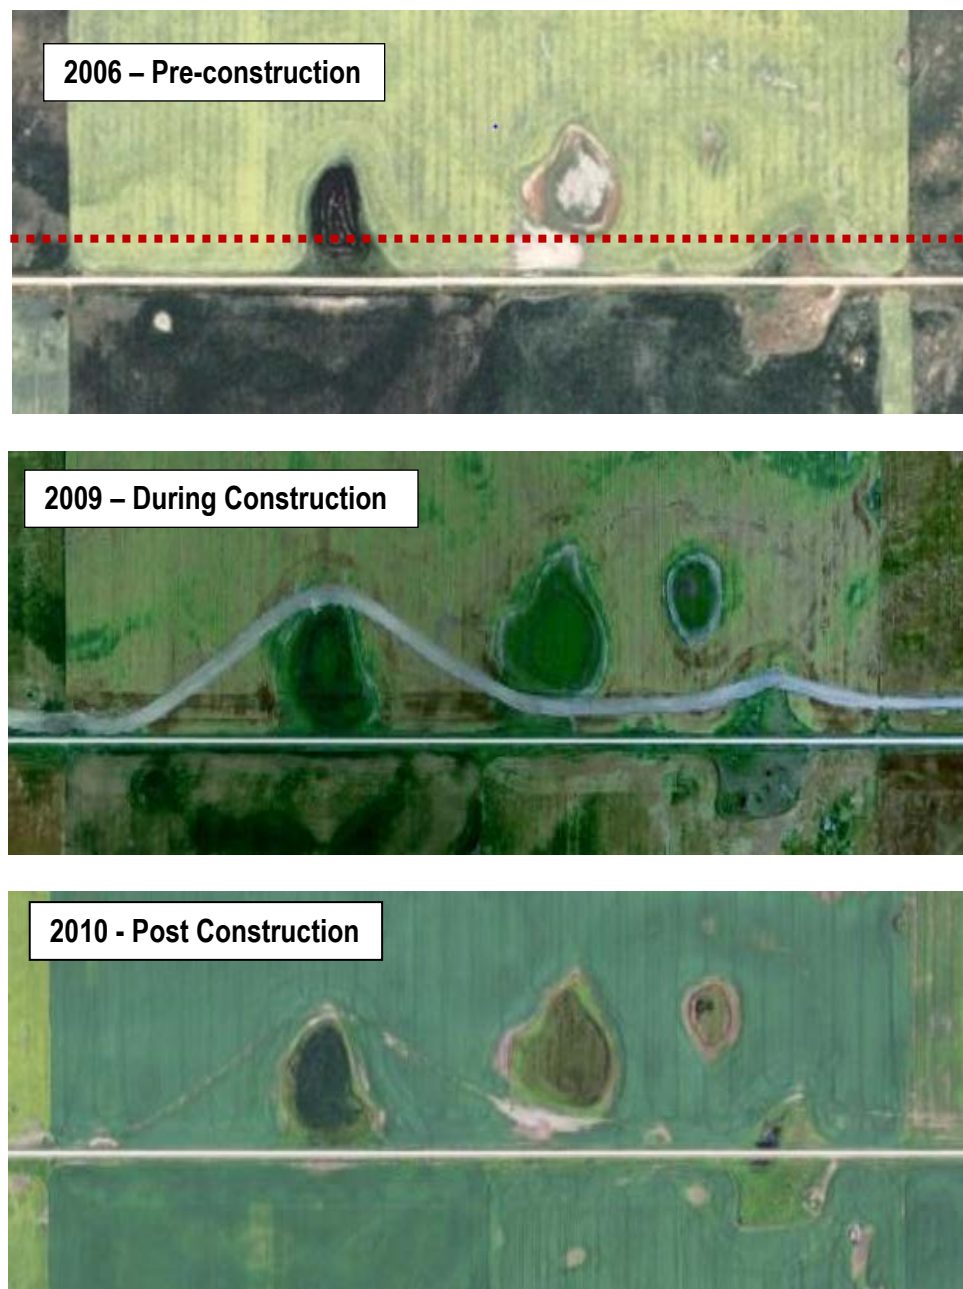 2006 – Pre-construction
2009 – During Construction
2010 - Post Construction